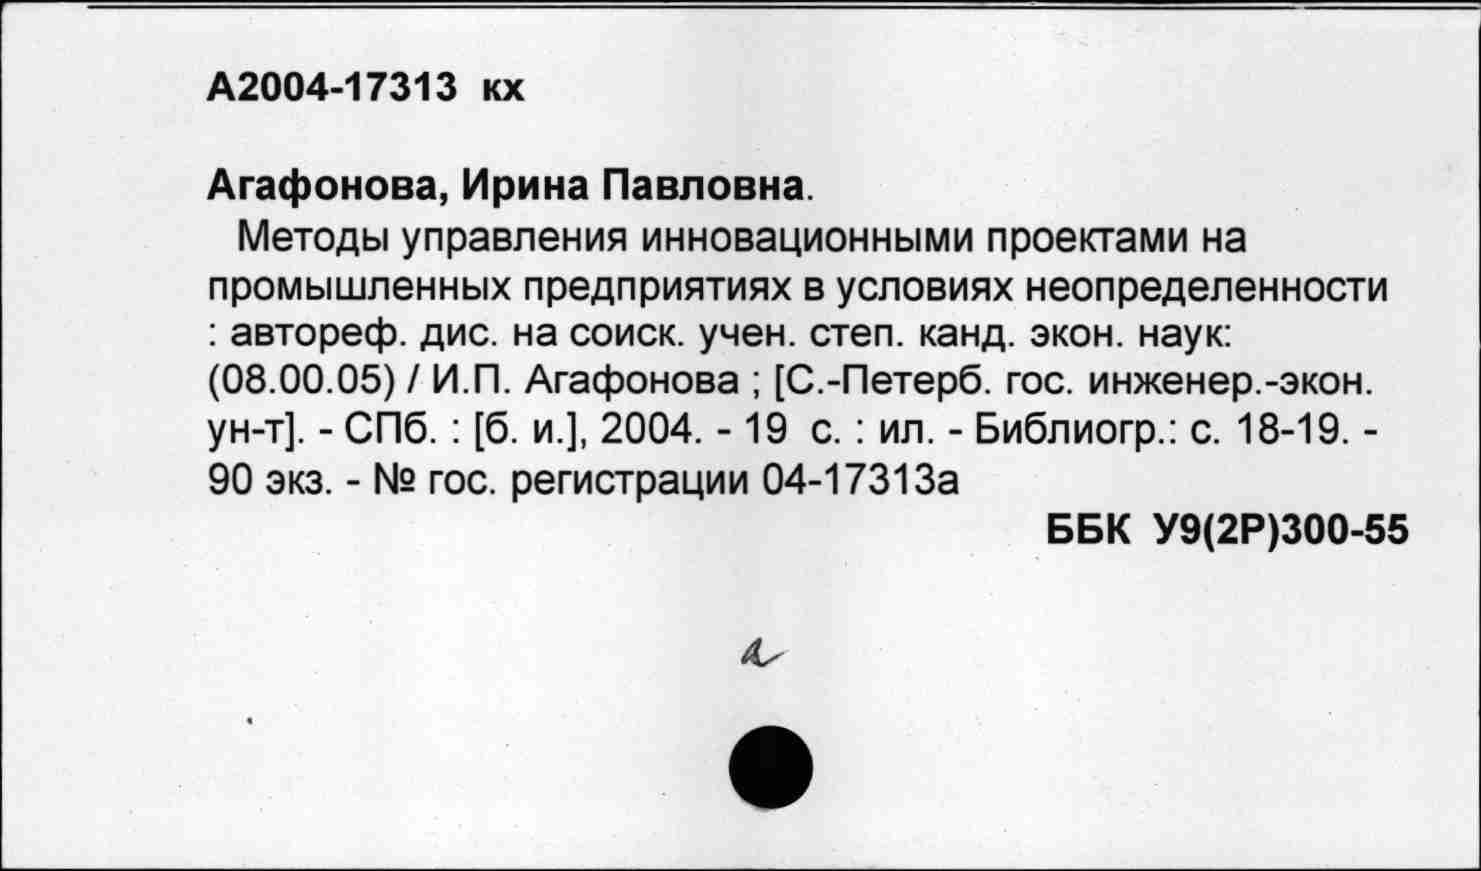 А2004-17313 кх
Агафонова, Ирина Павловна.
Методы управления инновационными проектами на
промышленных предприятиях в условиях неопределенности
: автореф. дис. на соиск. учен. степ. канд. экон. наук:
(08.00.05) / И.П. Агафонова ; [С.-Петерб. гос. инженер.-экон.
ун-т]. - СПб. : [б. и.], 2004. - 19 с. : ил. - Библиогр.: с. 18-19. -
90 экз. - № гос. регистрации 04-17313а
ББК У9(2Р)300-55
а